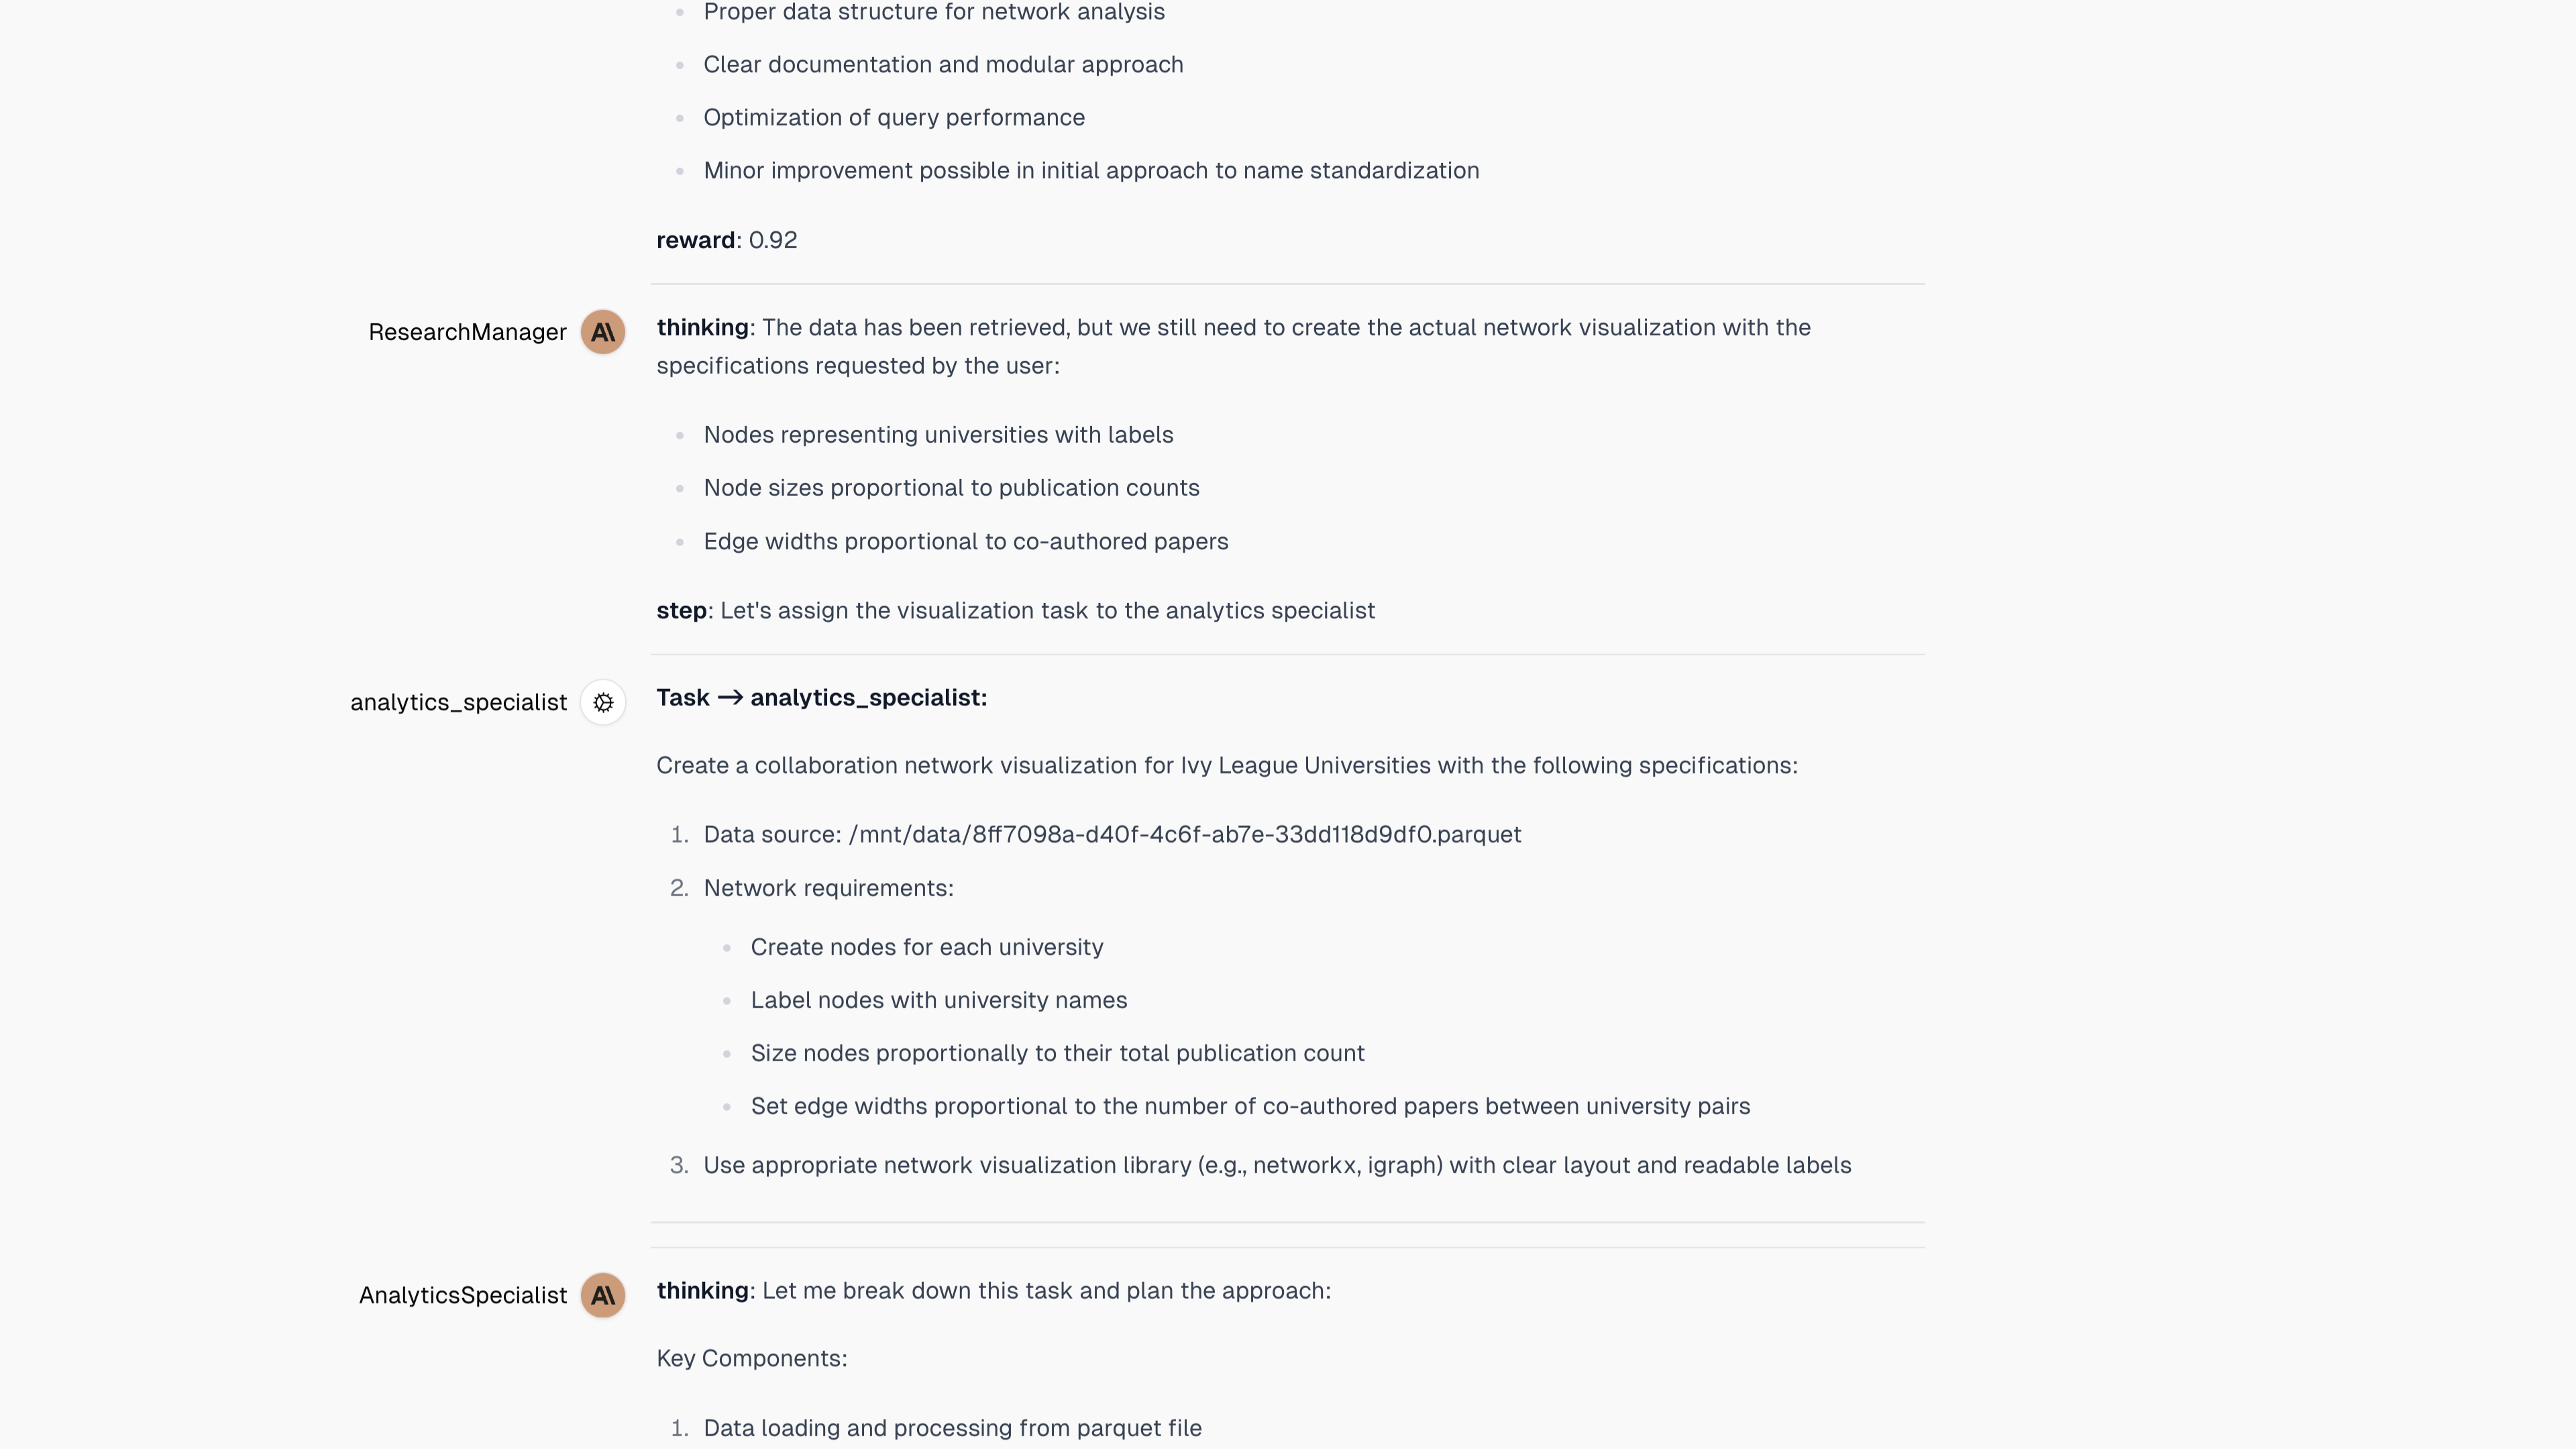 Proper data structure for network analysis
Clear documentation and modular approach
Optimization of query performance
Minor improvement possible in initial approach to name standardization
reward: 0.92
ResearchManager
thinking: The data has been retrieved, but we still need to create the actual network visualization with the
specifications requested by the user:
Nodes representing universities with labels
Node sizes proportional to publication counts
Edge widths proportional to co-authored papers
step: Let's assign the visualization task to the analytics specialist
analytics_specialist
Task → analytics_specialist:
Create a collaboration network visualization for Ivy League Universities with the following specifications:
1. Data source: /mnt/data/8ff7098a-d40f-4c6f-ab7e-33dd118d9df0.parquet
2. Network requirements:
Create nodes for each university
Label nodes with university names
Size nodes proportionally to their total publication count
Set edge widths proportional to the number of co-authored papers between university pairs
3. Use appropriate network visualization library (e.g., networkx, igraph) with clear layout and readable labels
AnalyticsSpecialist
thinking: Let me break down this task and plan the approach:
Key Components:
1. Data loading and processing from parquet file